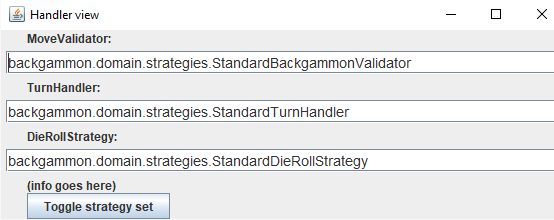 Handler view
MoveValidator:
backgammon.domain.strategies.StandardBackgammonValidator
TurnHandler:
backgammon.domain.strategies.StandardTurnHandler
DieRollStrategy:
backgammon.domain.strategies.StandardDieRollStrategy
(info goes here)
Toggle strategy set